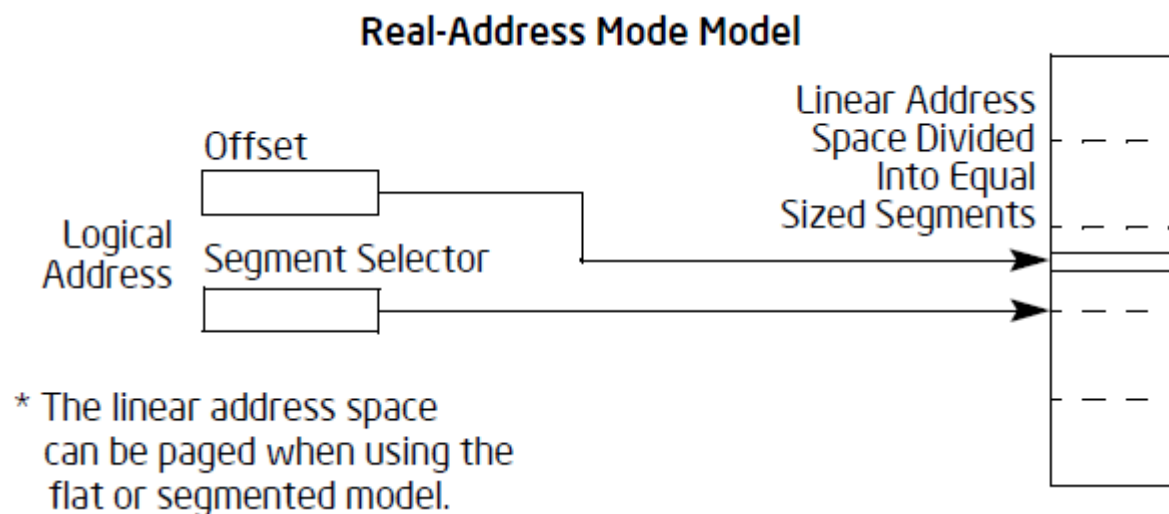 Real-Address Mode Model
Linear Address
Space Divided
Into Equal
Sized Segments
Offset
Logical
Address
Segment Selector
* The linear address space
can be paged when using the
flat or segmented model.